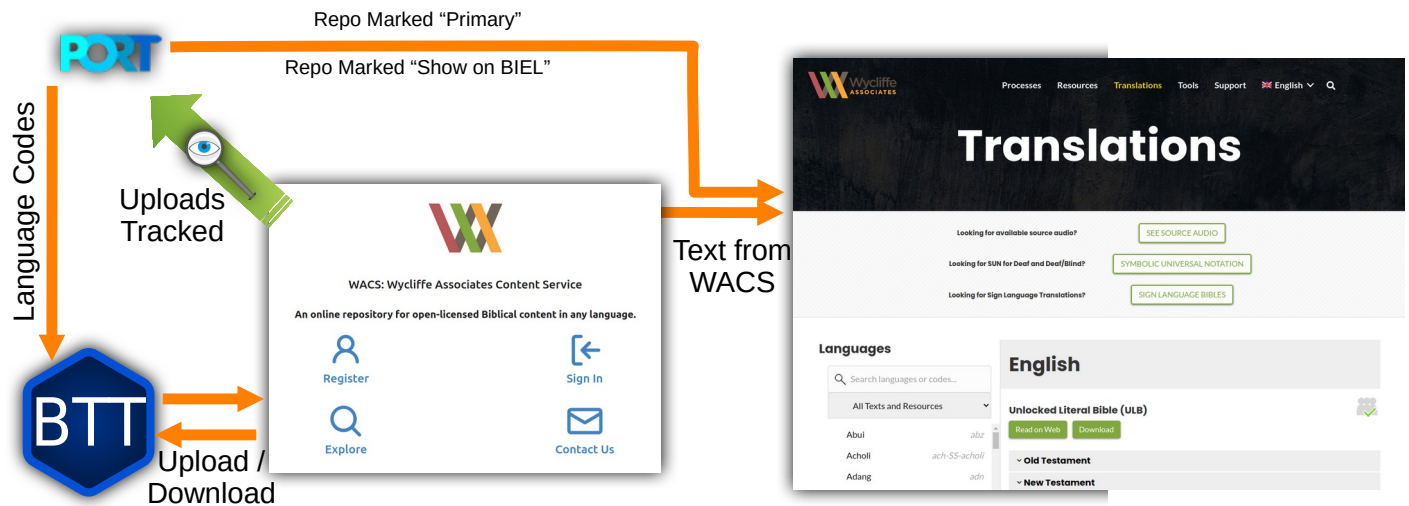 Repo Marked “Primary”
PORT
Repo Marked “Show on BIEL”
Language Codes
Uploads
Tracked
BTT
Upload /
Download
WACS: Wycliffe Associates Content Service
An online repository for open-licensed Biblical content in any language.
Register
Sign In
Explore
Contact Us
Text from
WACS
Wycliffe
ASSOCIATES
Processes Resources Translations Tools Support English
Translations
Looking for available source audio? SEE SOURCE AUDIO
Looking for SUN for Deaf and Deaf/Blind? SYMBOLIC UNIVERSAL NOTATION
Looking for Sign Language Translations? SIGN LANGUAGE BIBLES
Languages
Search languages or codes...
All Texts and Resources
Abui abz
Acholi ach-SS-acholi
Adang adn
English
Unlocked Literal Bible (ULB)
Read on Web Download
Old Testament
New Testament